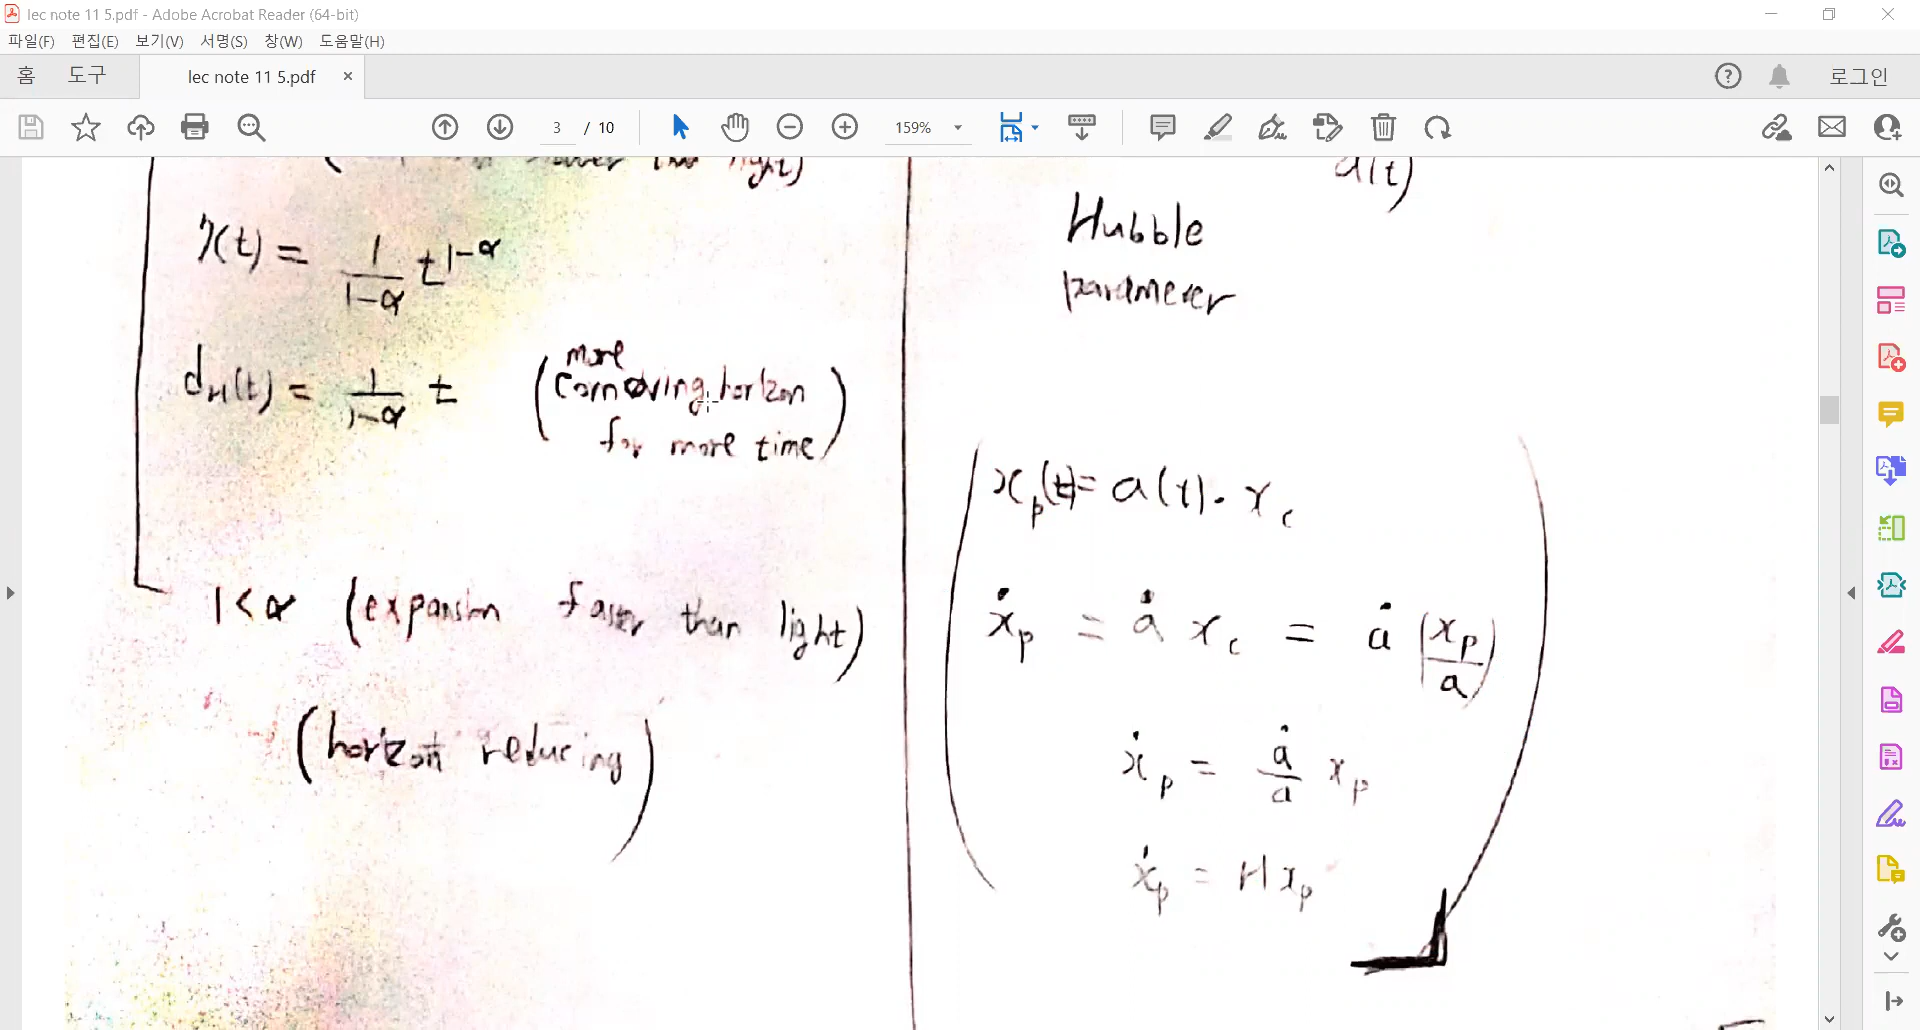 lec note 11 5.pdf - Adobe Acrobat Reader (64-bit)
파일(F) 편집(E) 보기(V) 서명(S) 창(W) 도움말(H)
홈 도구 lec note 11 5.pdf × 로그인
3 / 10 159%
light)
η(t) = 1/(1-α) t^(1-α)
d_H(t) = 1/(1-α) t
(more
comoving horizon
for more time)
1 < α (expansion faster than light)
(horizon reducing)
a(t)
Hubble
parameter
x_p(t) = a(t) · x_c
ẋ_p = ȧ x_c = ȧ (x_p/a)
ẋ_p = ȧ/a x_p
ẋ_p = H x_p